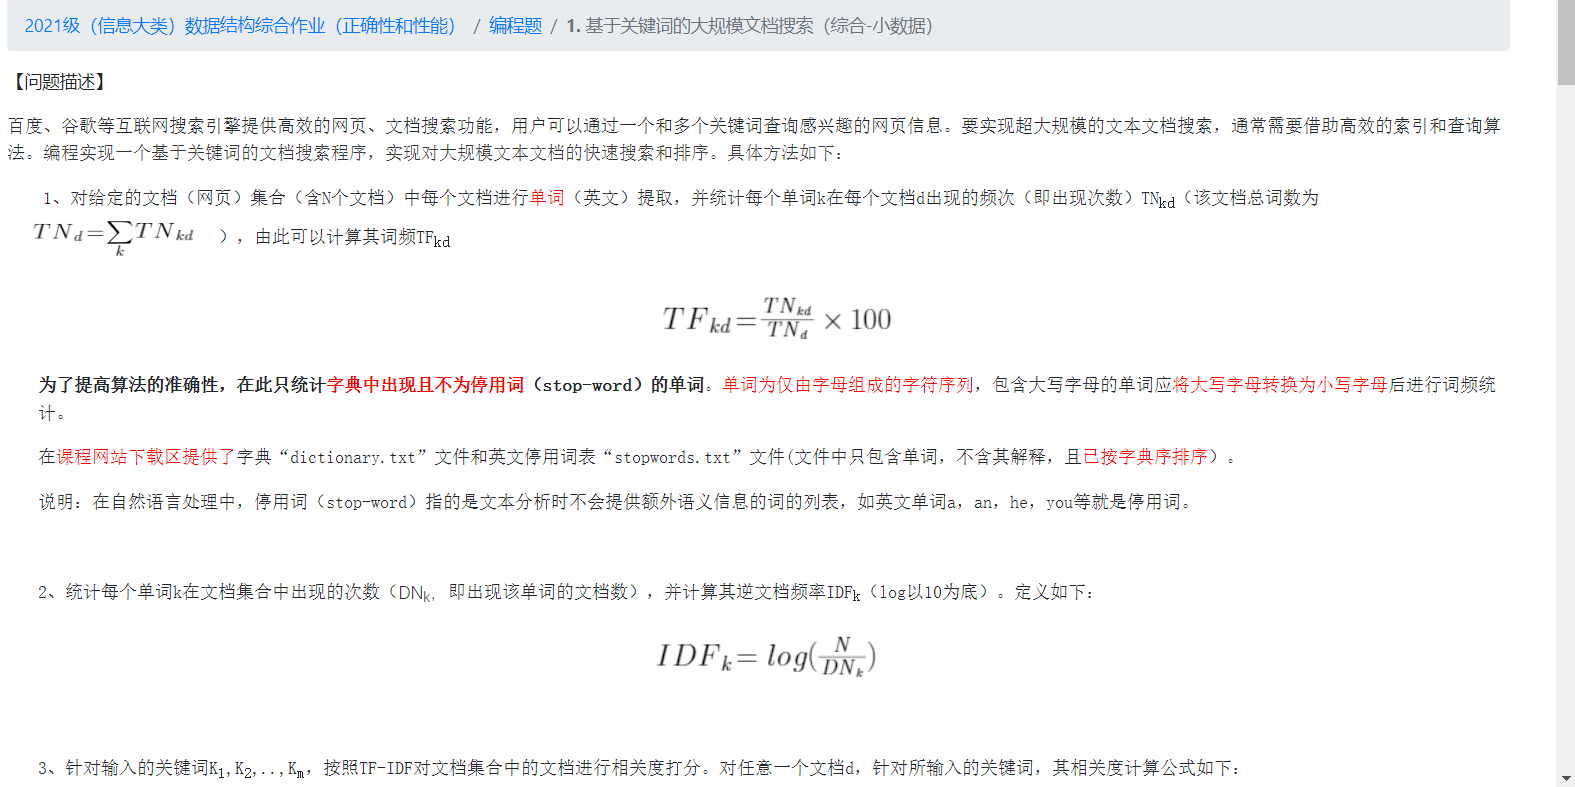 2021级（信息大类）数据结构综合作业（正确性和性能） / 编程题 / 1. 基于关键词的大规模文档搜索（综合-小数据）
【问题描述】
百度、谷歌等互联网搜索引擎提供高效的网页、文档搜索功能，用户可以通过一个和多个关键词查询感兴趣的网页信息。要实现超大规模的文本文档搜索，通常需要借助高效的索引和查询算
法。编程实现一个基于关键词的文档搜索程序，实现对大规模文本文档的快速搜索和排序。具体方法如下：
1、对给定的文档（网页）集合（含N个文档）中每个文档进行单词（英文）提取，并统计每个单词k在每个文档d出现的频次（即出现次数）TNkd（该文档总词数为
TNd=∑k TNkd ），由此可以计算其词频TFkd
TFkd=TNkd/TNd × 100
为了提高算法的准确性，在此只统计字典中出现且不为停用词（stop-word）的单词。单词为仅由字母组成的字符序列，包含大写字母的单词应将大写字母转换为小写字母后进行词频统
计。
在课程网站下载区提供了字典“dictionary.txt”文件和英文停用词表“stopwords.txt”文件(文件中只包含单词，不含其解释，且已按字典序排序）。
说明：在自然语言处理中，停用词（stop-word）指的是文本分析时不会提供额外语义信息的词的列表，如英文单词a，an，he，you等就是停用词。
2、统计每个单词k在文档集合中出现的次数（DNk，即出现该单词的文档数），并计算其逆文档频率IDFk（log以10为底）。定义如下：
IDFk=log(N/DNk)
3、针对输入的关键词K1,K2,..,Km，按照TF-IDF对文档集合中的文档进行相关度打分。对任意一个文档d，针对所输入的关键词，其相关度计算公式如下：